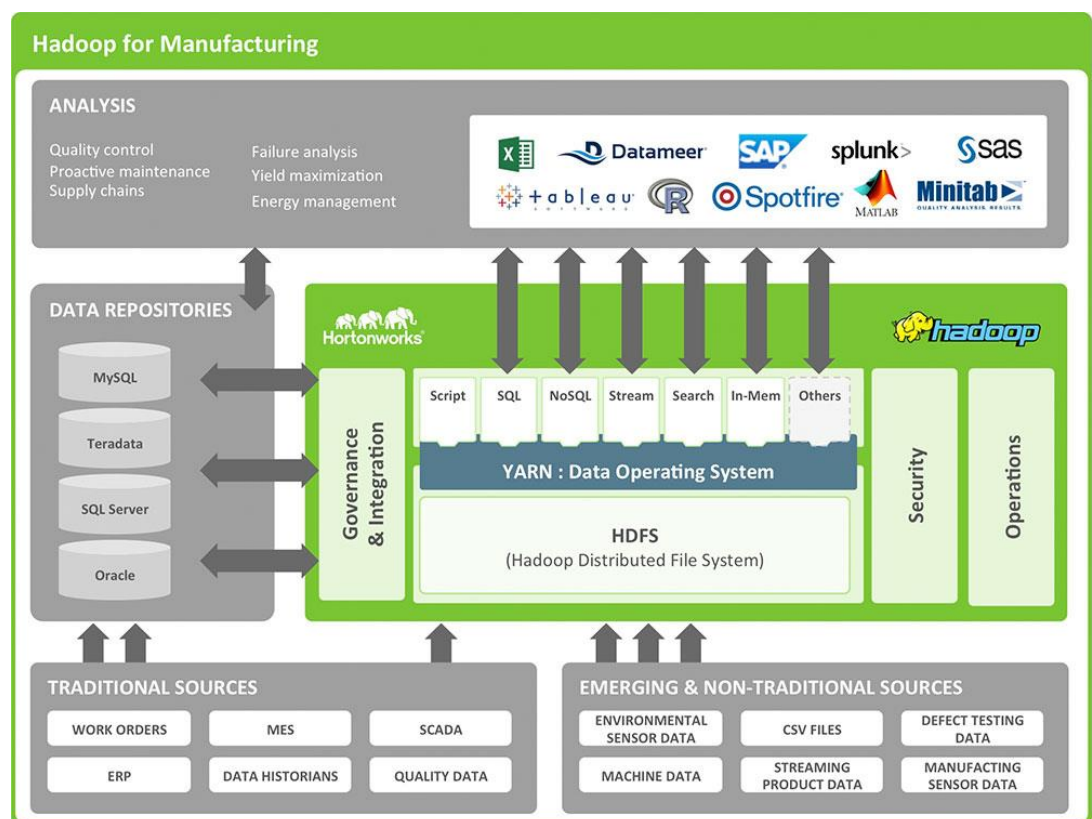 Hadoop for Manufacturing
ANALYSIS
Quality control
Proactive maintenance
Supply chains
Failure analysis
Yield maximization
Energy management
Datameer
SAP
splunk>
sas
tableau
SOFTWARE
R
Spotfire
MATLAB
Minitab
QUALITY ANALYSIS RESULTS
DATA REPOSITORIES
MySQL
Teradata
SQL Server
Oracle
Hortonworks
hadoop
Governance
& Integration
Script
SQL
NoSQL
Stream
Search
In-Mem
Others
YARN : Data Operating System
HDFS
(Hadoop Distributed File System)
Security
Operations
TRADITIONAL SOURCES
WORK ORDERS
MES
SCADA
ERP
DATA HISTORIANS
QUALITY DATA
EMERGING & NON-TRADITIONAL SOURCES
ENVIRONMENTAL
SENSOR DATA
CSV FILES
DEFECT TESTING
DATA
MACHINE DATA
STREAMING
PRODUCT DATA
MANUFACTING
SENSOR DATA